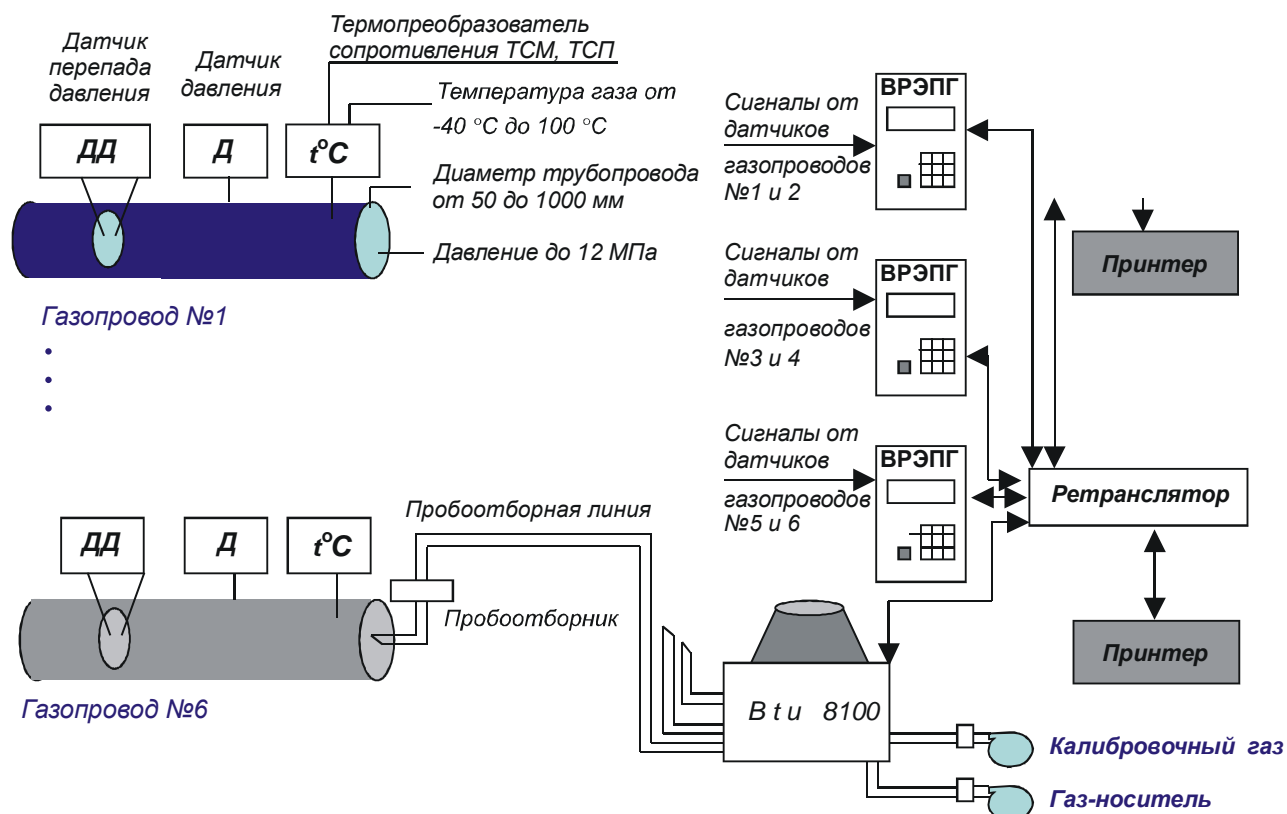 Термопреобразователь
сопротивления ТСМ, ТСП
Датчик
перепада
давления
Датчик
давления
Температура газа от
-40 °С до 100 °С
ДД
Д
t°C
Диаметр трубопровода
от 50 до 1000 мм
Давление до 12 МПа
Газопровод №1
•
•
•
Сигналы от
датчиков
газопроводов
№1 и 2
ВРЭПГ
Принтер
Сигналы от
датчиков
газопроводов
№3 и 4
ВРЭПГ
Сигналы от
датчиков
газопроводов
№5 и 6
ВРЭПГ
Ретранслятор
Пробоотборная линия
ДД
Д
t°C
Пробоотборник
Газопровод №6
Принтер
Btu 8100
Калибровочный газ
Газ-носитель